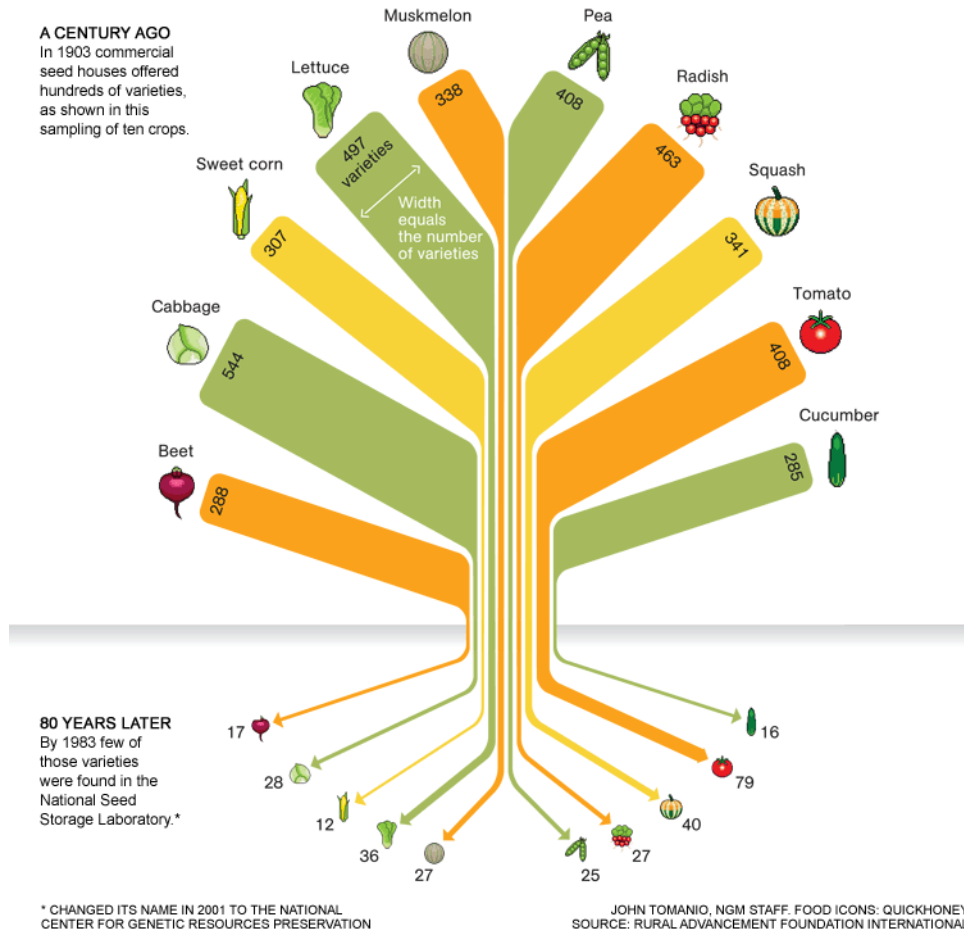 A CENTURY AGO
In 1903 commercial
seed houses offered
hundreds of varieties,
as shown in this
sampling of ten crops.
Muskmelon
338
Pea
408
Lettuce
497
varieties
Width
equals
the number
of varieties
Radish
463
Sweet corn
307
Squash
341
Cabbage
544
Tomato
408
Beet
288
Cucumber
285
80 YEARS LATER
By 1983 few of
those varieties
were found in the
National Seed
Storage Laboratory.*
17
28
12
36
27
25
27
40
79
16
* CHANGED ITS NAME IN 2001 TO THE NATIONAL
CENTER FOR GENETIC RESOURCES PRESERVATION
JOHN TOMANIO, NGM STAFF. FOOD ICONS: QUICKHONEY
SOURCE: RURAL ADVANCEMENT FOUNDATION INTERNATIONAL